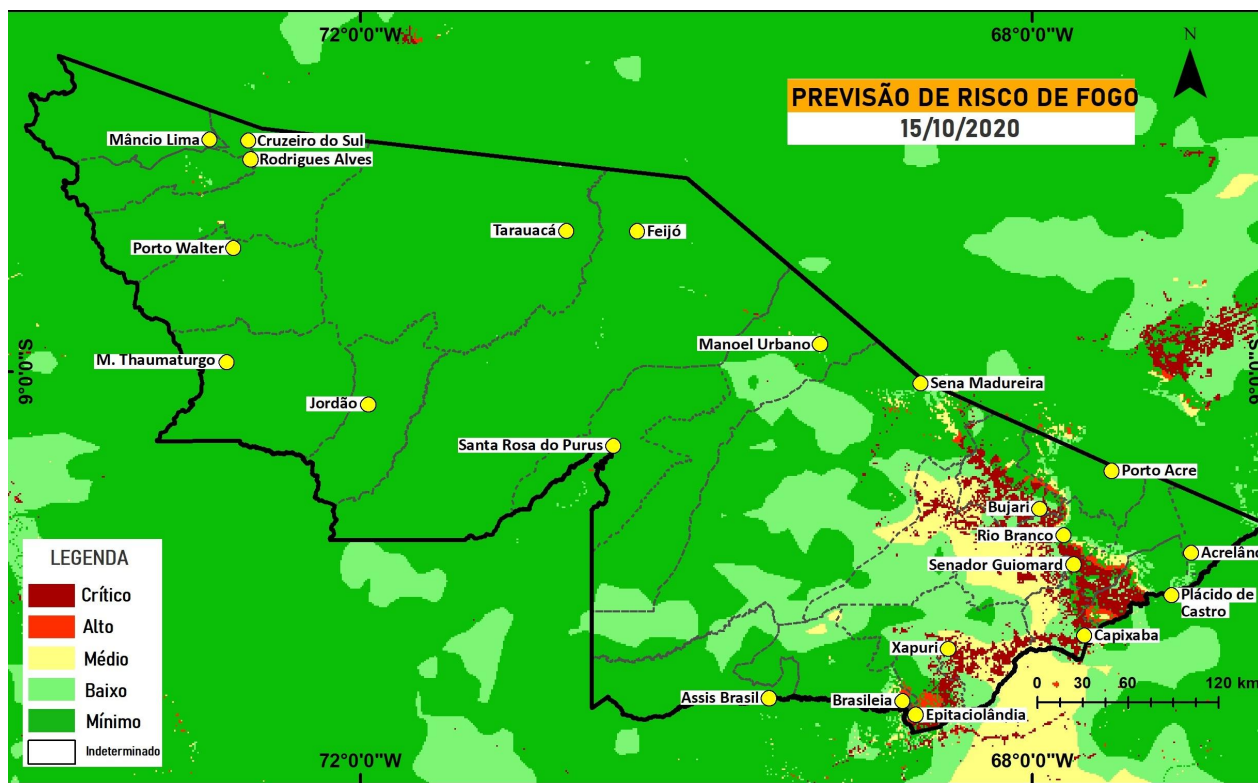 72°0'0"W
68°0'0"W
N
PREVISÃO DE RISCO DE FOGO
15/10/2020
Mâncio Lima
Cruzeiro do Sul
Rodrigues Alves
Porto Walter
Tarauacá
Feijó
M. Thaumaturgo
Manoel Urbano
9°0'0"S
9°0'0"S
Jordão
Sena Madureira
Santa Rosa do Purus
Porto Acre
Bujari
Rio Branco
Acrelând
Senador Guiomard
Plácido de
Castro
Capixaba
Xapuri
Assis Brasil
Brasileia
Epitaciolândia
LEGENDA
Crítico
Alto
Médio
Baixo
Mínimo
Indeterminado
0 30 60 120 km
72°0'0"W
68°0'0"W